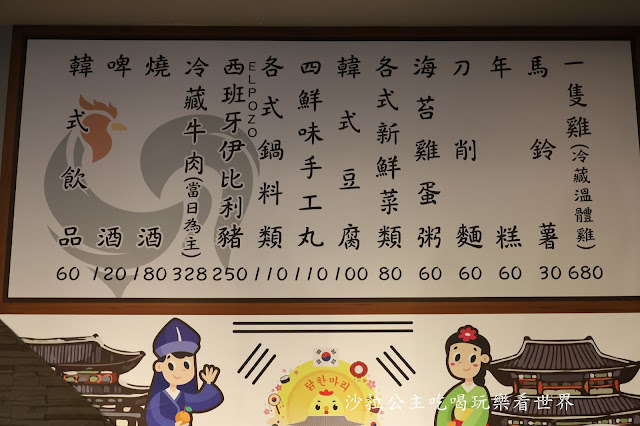 一隻雞(冷藏溫體雞) 680
馬鈴薯 30
年糕 60
刀削麵 60
海苔雞蛋粥 60
各式新鮮菜類 80
韓式豆腐 100
四鮮味手工丸 110
各式鍋料類 110
ELPOZO
西班牙伊比利豬 250
冷藏牛肉(當日為主) 328
燒酒 180
啤酒 120
韓式飲品 60
닭한마리
沙拉公主吃喝玩樂看世界